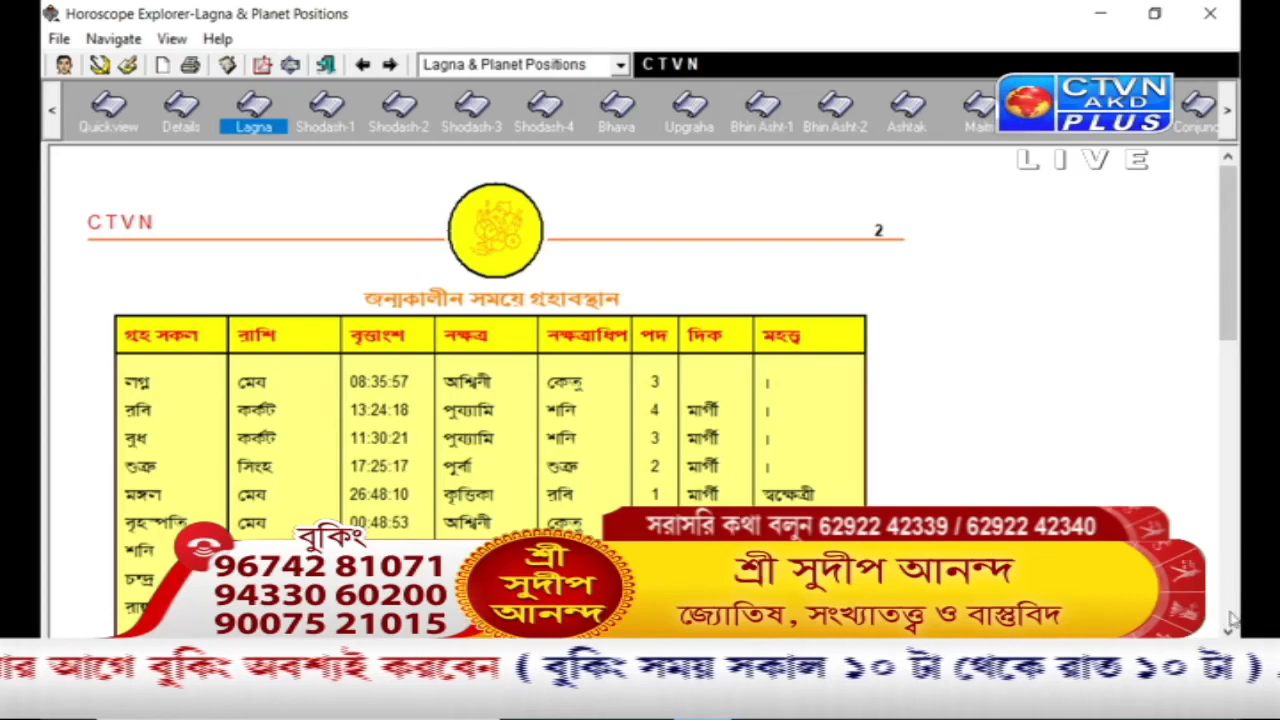 Horoscope Explorer-Lagna & Planet Positions
File Navigate View Help
Lagna & Planet Positions CTVN
Quickview Details Lagna Shodash-1 Shodash-2 Shodash-3 Shodash-4 Bhava Upgraha Bhin Asht-1 Bhin Asht-2 Ashtak
CTVN
AKD
PLUS
LIVE
CTVN
2
জন্মকালীন সময়ে গ্রহাবস্থান
গ্রহ সকল রাশি বৃত্তাংশ নক্ষত্র নক্ষত্রাধিপ পদ দিক মহত্ত্ব
লগ্ন মেষ 08:35:57 অশ্বিনী কেতু 3 ।
রবি কর্কট 13:24:18 পুয্যামি শনি 4 মার্গী ।
বুধ কর্কট 11:30:21 পুয্যামি শনি 3 মার্গী ।
শুক্র সিংহ 17:25:17 পুর্বা শুক্র 2 মার্গী ।
মঙ্গল মেষ 26:48:10 কৃত্তিকা রবি 1 মার্গী স্বক্ষেত্রী
বৃহস্পতি মেষ 00:48:53 অশ্বিনী কেতু
শনি
চন্দ্র
সরাসরি কথা বলুন 62922 42339 / 62922 42340
বুকিং
96742 81071
94330 60200
90075 21015
শ্রী
সুদীপ
আনন্দ
শ্রী সুদীপ আনন্দ
জ্যোতিষ, সংখ্যাতত্ত্ব ও বাস্তুবিদ
আগে বুকিং অবশ্যই করবেন ( বুকিং সময় সকাল ১০ টা থেকে রাত ১০ টা )